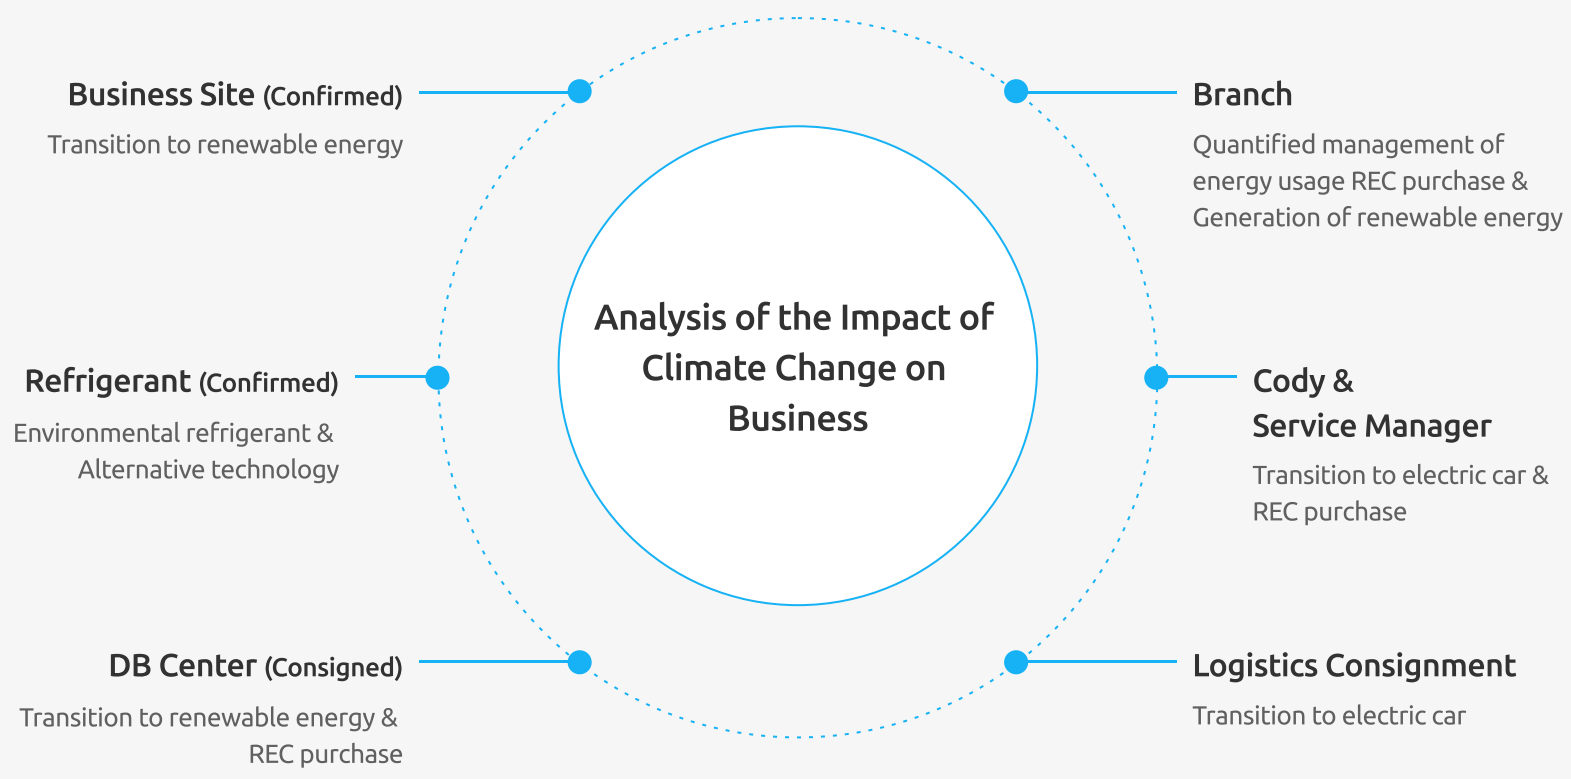 Business Site (Confirmed)
Transition to renewable energy
Refrigerant (Confirmed)
Environmental refrigerant &
Alternative technology
DB Center (Consigned)
Transition to renewable energy &
REC purchase
Analysis of the Impact of
Climate Change on
Business
Branch
Quantified management of
energy usage REC purchase &
Generation of renewable energy
Cody &
Service Manager
Transition to electric car &
REC purchase
Logistics Consignment
Transition to electric car